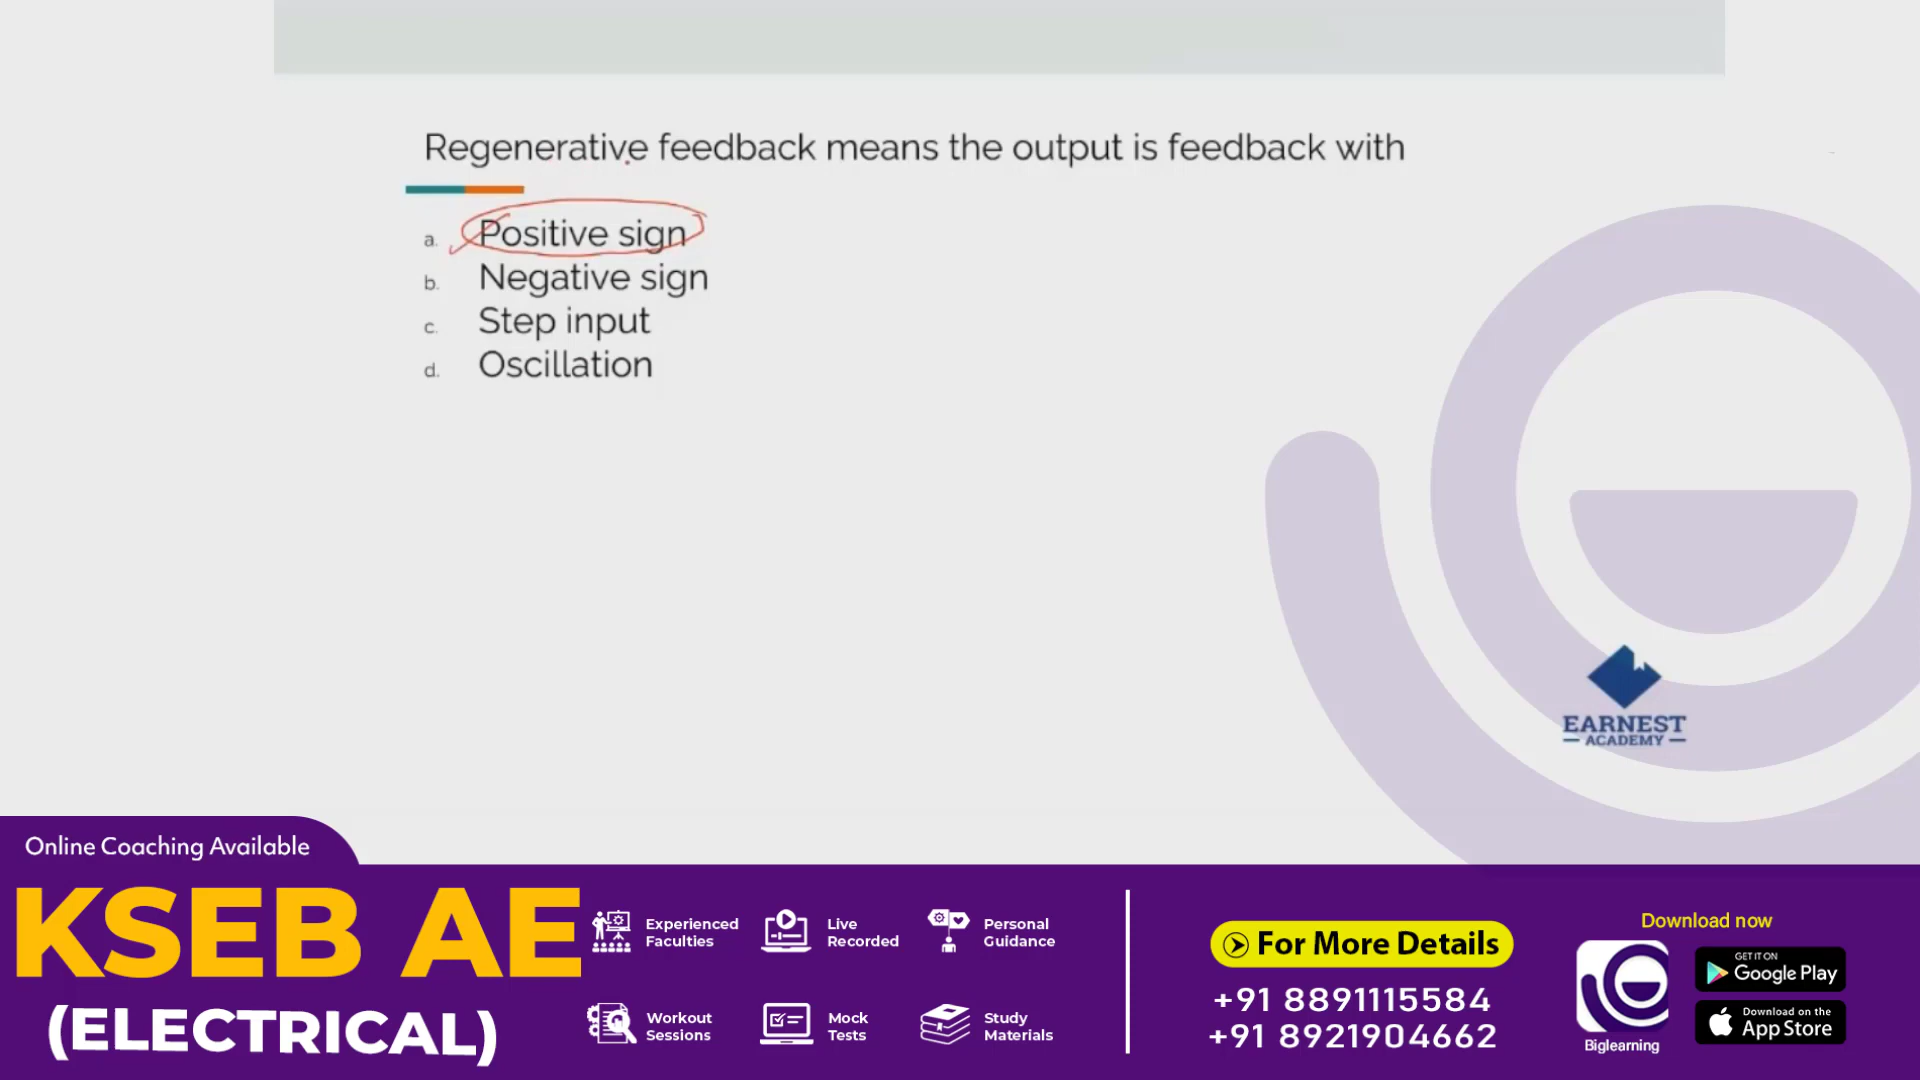 Regenerative feedback means the output is feedback with
a. Positive sign
b. Negative sign
c. Step input
d. Oscillation
EARNEST
ACADEMY
Online Coaching Available
KSEB AE
(ELECTRICAL)
Experienced
Faculties
Live
Recorded
Personal
Guidance
Workout
Sessions
Mock
Tests
Study
Materials
For More Details
+91 8891115584
+91 8921904662
Download now
Biglearning
GET IT ON
Google Play
Download on the
App Store